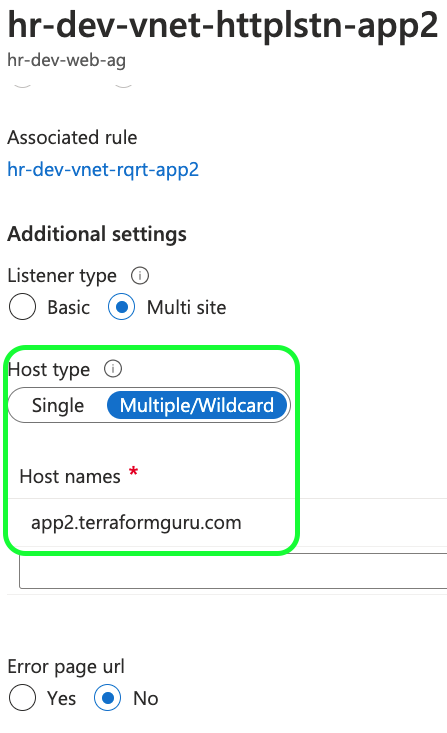 hr-dev-vnet-httplstn-app2
hr-dev-web-ag
Associated rule
hr-dev-vnet-rqrt-app2
Additional settings
Listener type
Basic Multi site
Host type
Single Multiple/Wildcard
Host names *
app2.terraformguru.com
Error page url
Yes No